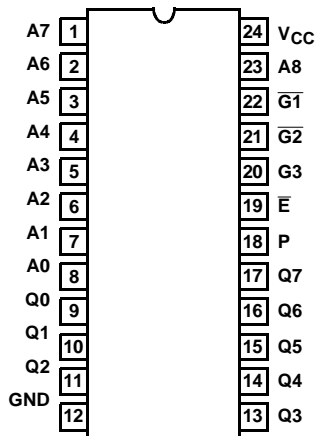 A7 1 24 VCC
A6 2 23 A8
A5 3 22 G1
A4 4 21 G2
A3 5 20 G3
A2 6 19 E
A1 7 18 P
A0 8 17 Q7
Q0 9 16 Q6
Q1 10 15 Q5
Q2 11 14 Q4
GND 12 13 Q3